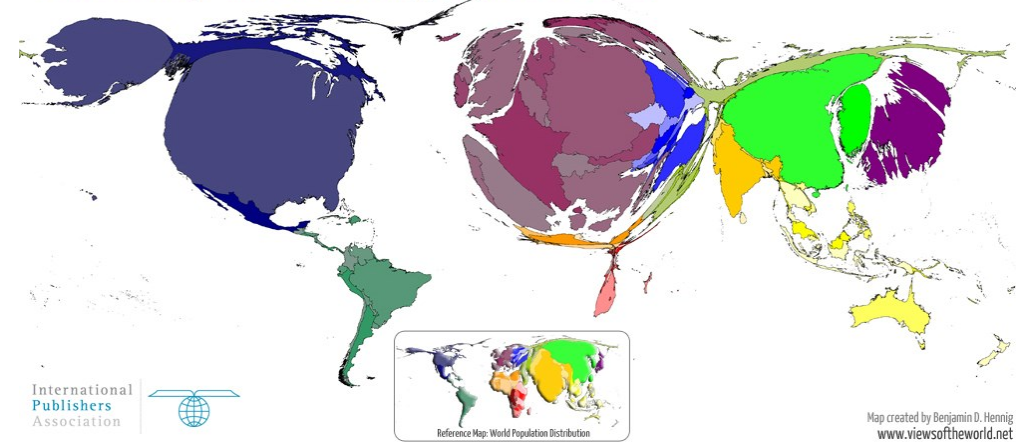 International
Publishers
Association
Reference Map: World Population Distribution
Map created by Benjamin D. Hennig
www.viewsoftheworld.net